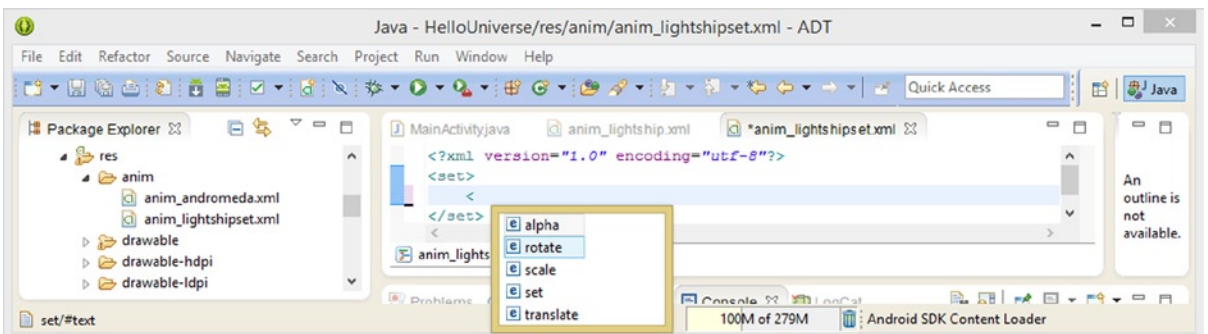 Java - HelloUniverse/res/anim/anim_lightshipset.xml - ADT
File Edit Refactor Source Navigate Search Project Run Window Help
Quick Access
Java
Package Explorer
MainActivity.java
anim_lightship.xml
*anim_lightshipset.xml
res
anim
anim_andromeda.xml
anim_lightshipset.xml
drawable
drawable-hdpi
drawable-ldpi
<?xml version="1.0" encoding="utf-8"?>
<set>
<
</set>
alpha
rotate
scale
set
translate
anim_lights
An
outline is
not
available.
Problems
Console
LogCat
set/#text
100M of 279M
Android SDK Content Loader